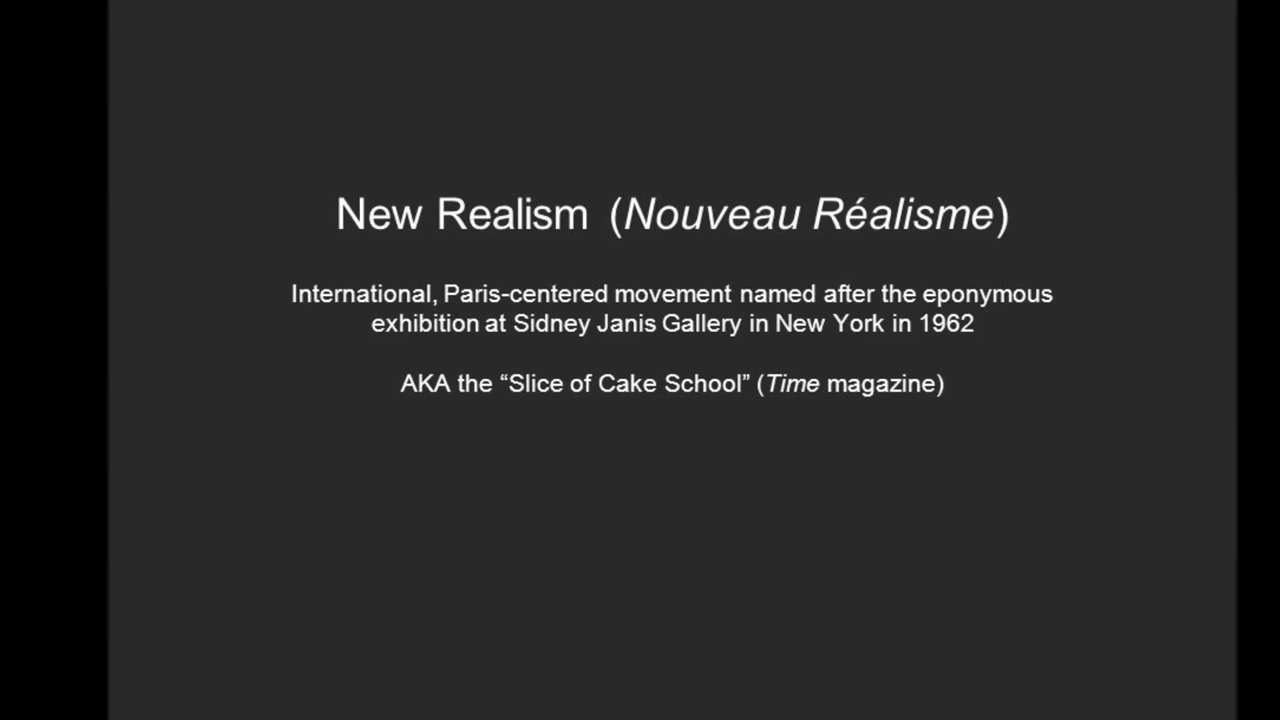 New Realism (Nouveau Réalisme)
International, Paris-centered movement named after the eponymous
exhibition at Sidney Janis Gallery in New York in 1962
AKA the “Slice of Cake School” (Time magazine)